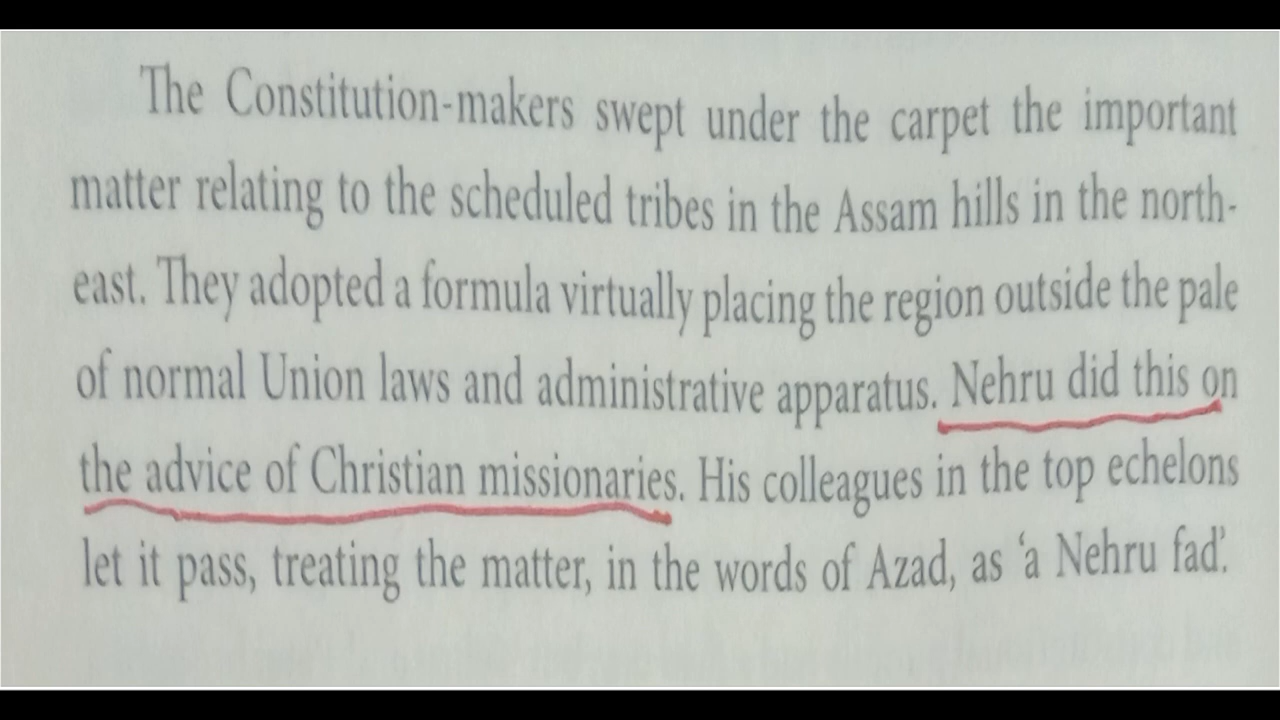 The Constitution-makers swept under the carpet the important
matter relating to the scheduled tribes in the Assam hills in the north-
east. They adopted a formula virtually placing the region outside the pale
of normal Union laws and administrative apparatus. Nehru did this on
the advice of Christian missionaries. His colleagues in the top echelons
let it pass, treating the matter, in the words of Azad, as ‘a Nehru fad’.